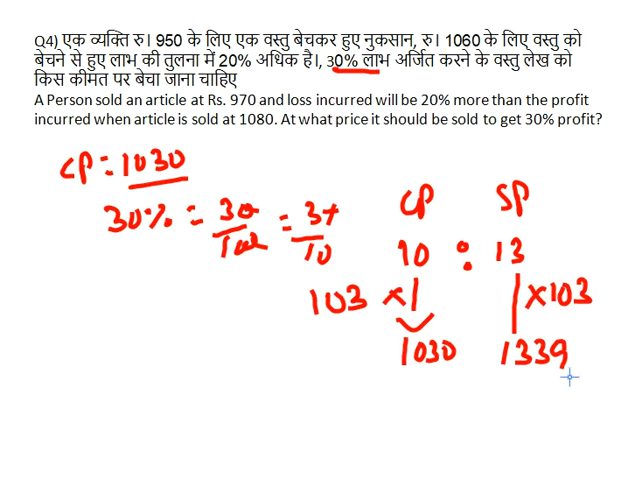 Q4) एक व्यक्ति रु। 950 के लिए एक वस्तु बेचकर हुए नुकसान, रु। 1060 के लिए वस्तु को
बेचने से हुए लाभ की तुलना में 20% अधिक है।, 30% लाभ अर्जित करने के वस्तु लेख को
किस कीमत पर बेचा जाना चाहिए
A Person sold an article at Rs. 970 and loss incurred will be 20% more than the profit
incurred when article is sold at 1080. At what price it should be sold to get 30% profit?
CP = 1030
30% = 30/100 = 3+/10
CP SP
10 : 13
103 ×1 ×103
1030 1339